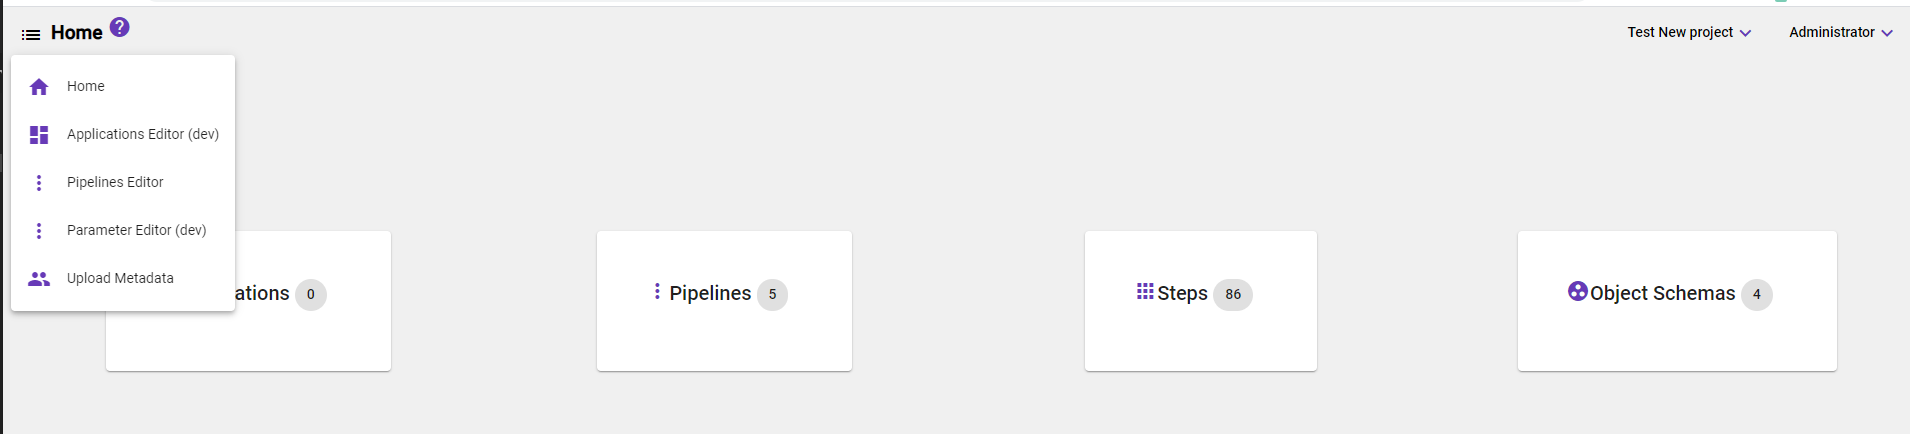 Home ?
Test New project
Administrator
Home
Applications Editor (dev)
Pipelines Editor
Parameter Editor (dev)
Upload Metadata
ations 0
Pipelines 5
Steps 86
Object Schemas 4